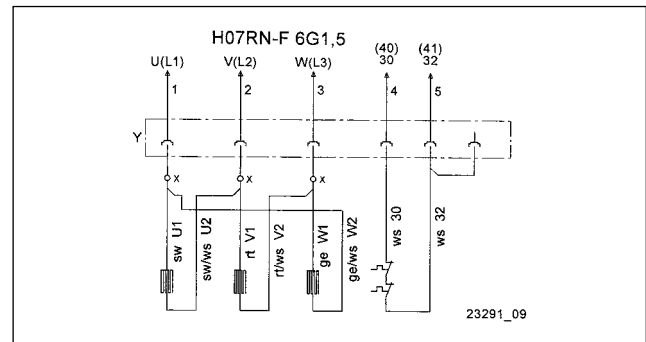 H07RN-F 6G1,5
U(L1) V(L2) W(L3) (40) (41)
30 32
1 2 3 4 5
Y
x x x
sw U1
sw/ws U2
rt V1
rt/ws V2
ge W1
ge/ws W2
ws 30
ws 32
23291_09